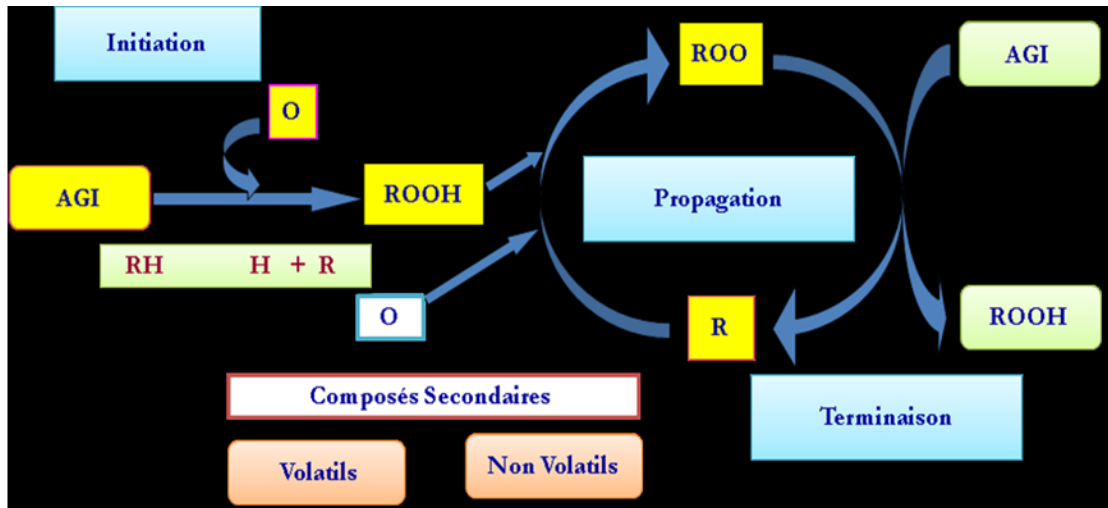 Initiation
ROO
AGI
O
AGI
ROOH
Propagation
RH H + R
O
R
ROOH
Composés Secondaires
Terminaison
Volatils
Non Volatils